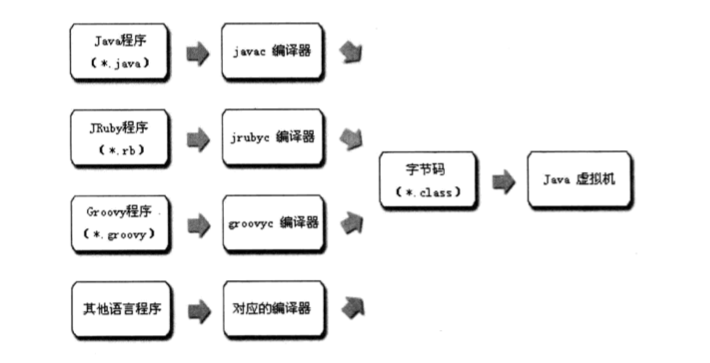 Java程序
(*.java)
javac 编译器
JRuby程序
(*.rb)
jrubyc 编译器
字节码
(*.class)
Java 虚拟机
Groovy程序
(*.groovy)
groovyc 编译器
其他语言程序
对应的编译器